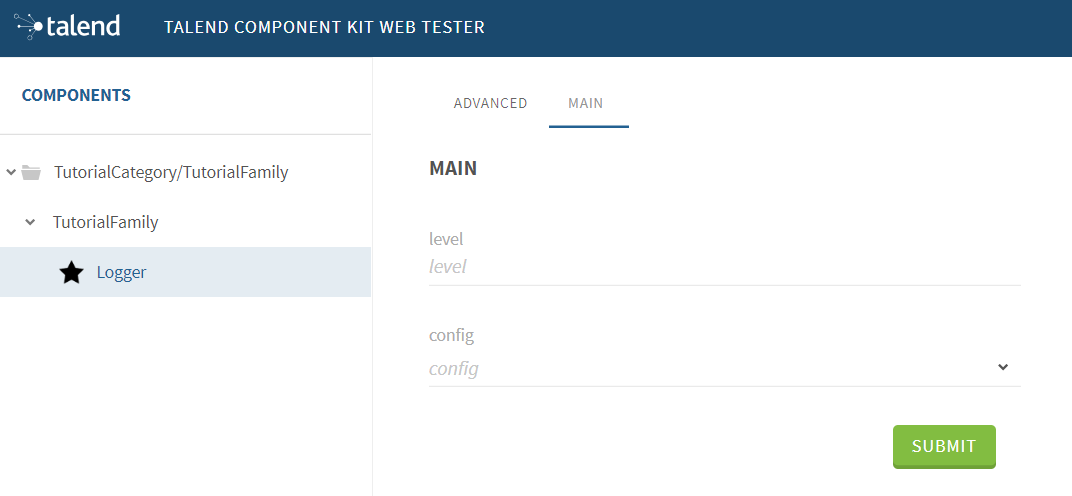 talend TALEND COMPONENT KIT WEB TESTER
COMPONENTS
TutorialCategory/TutorialFamily
TutorialFamily
Logger
ADVANCED MAIN
MAIN
level
level
config
config
SUBMIT